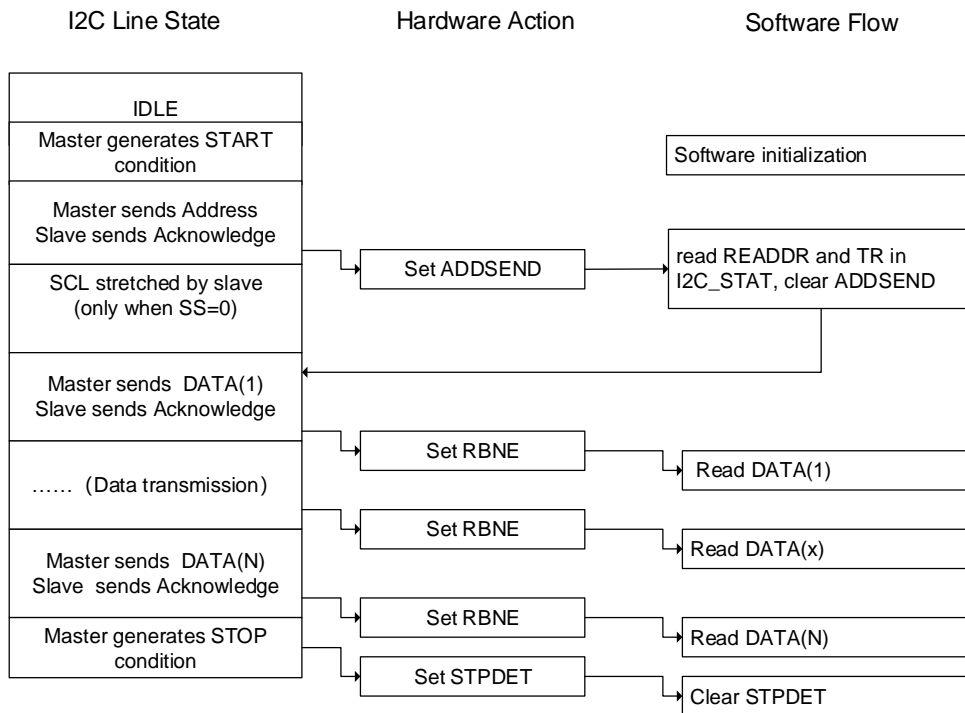 I2C Line State
Hardware Action
Software Flow
IDLE
Master generates START
condition
Software initialization
Master sends Address
Slave sends Acknowledge
Set ADDSEND
read READDR and TR in
I2C_STAT, clear ADDSEND
SCL stretched by slave
(only when SS=0)
Master sends DATA(1)
Slave sends Acknowledge
Set RBNE
Read DATA(1)
…… (Data transmission)
Set RBNE
Read DATA(x)
Master sends DATA(N)
Slave sends Acknowledge
Set RBNE
Read DATA(N)
Master generates STOP
condition
Set STPDET
Clear STPDET